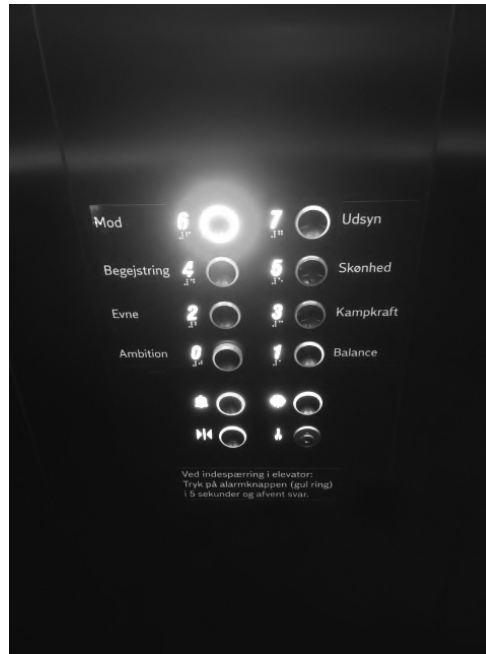 Mod 6 7 Udsyn
Begejstring 4 5 Skønhed
Evne 2 3 Kampkraft
Ambition 0 1 Balance
Ved indespærring i elevator:
Tryk på alarmknappen (gul ring)
i 5 sekunder og afvent svar.